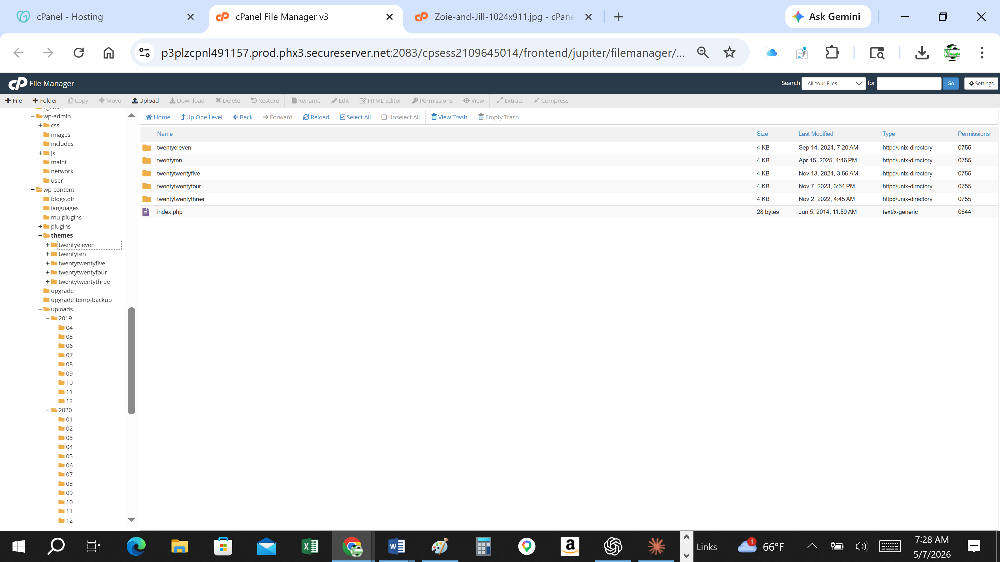 cPanel - Hosting
cPanel File Manager v3
Zoie-and-Jill-1024x911.jpg - cPane
Ask Gemini
p3plzcpnl491157.prod.phx3.secureserver.net:2083/cpsess2109645014/frontend/jupiter/filemanager/...
cP File Manager
Search All Your Files for Go Settings
File Folder Copy Move Upload Download Delete Restore Rename Edit HTML Editor Permissions View Extract Compress
Home Up One Level Back Forward Reload Select All Unselect All View Trash Empty Trash
cgi-bin
wp-admin
css
images
includes
js
maint
network
user
wp-content
blogs.dir
languages
mu-plugins
plugins
themes
twentyeleven
twentyten
twentytwentyfive
twentytwentyfour
twentytwentythree
upgrade
upgrade-temp-backup
uploads
2019
04
05
06
07
08
09
10
11
12
2020
01
02
03
04
05
06
07
08
09
10
11
12
Name Size Last Modified Type Permissions
twentyeleven 4 KB Sep 14, 2024, 7:20 AM httpd/unix-directory 0755
twentyten 4 KB Apr 15, 2025, 4:46 PM httpd/unix-directory 0755
twentytwentyfive 4 KB Nov 13, 2024, 3:56 AM httpd/unix-directory 0755
twentytwentyfour 4 KB Nov 7, 2023, 3:54 PM httpd/unix-directory 0755
twentytwentythree 4 KB Nov 2, 2022, 4:45 AM httpd/unix-directory 0755
index.php 28 bytes Jun 5, 2014, 11:59 AM text/x-generic 0644
Links
1
66°F
7:28 AM
5/7/2026